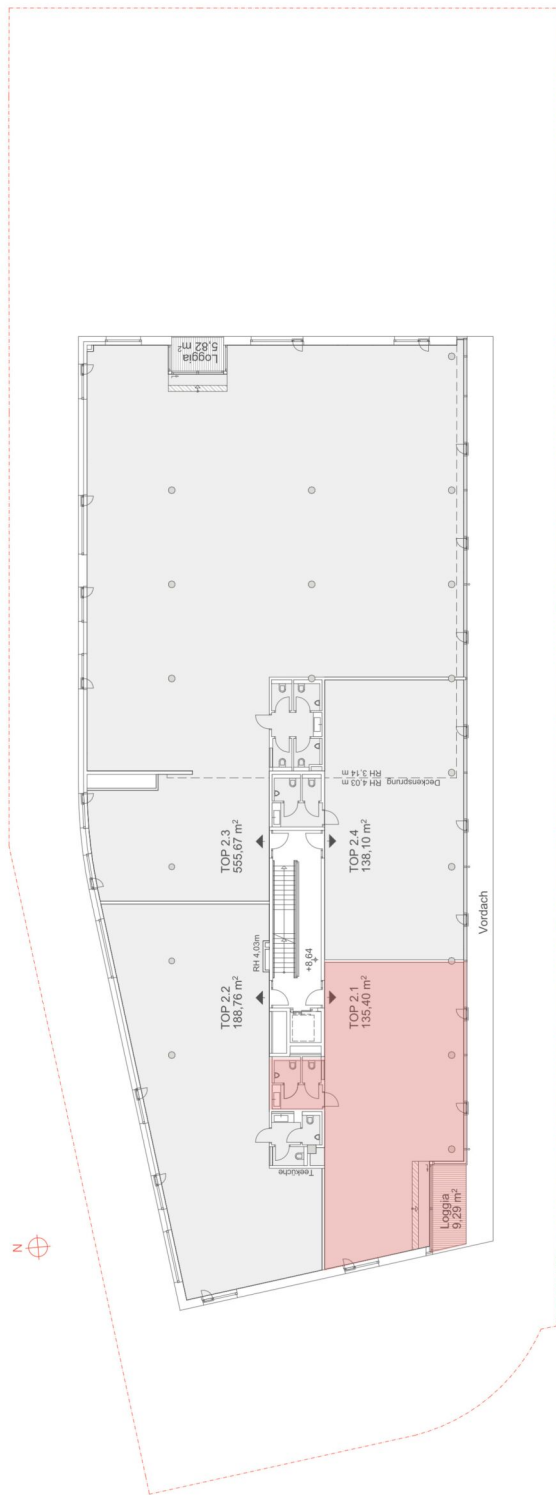 N
Loggia
5,82 m²
TOP 2.3
555,67 m²
Deckensprung RH 4,03 m
RH 3,14 m
TOP 2.4
138,10 m²
TOP 2.2
188,76 m²
RH 4,03m
+8,64
TOP 2.1
135,40 m²
Teeküche
Loggia
9,29 m²
Vordach